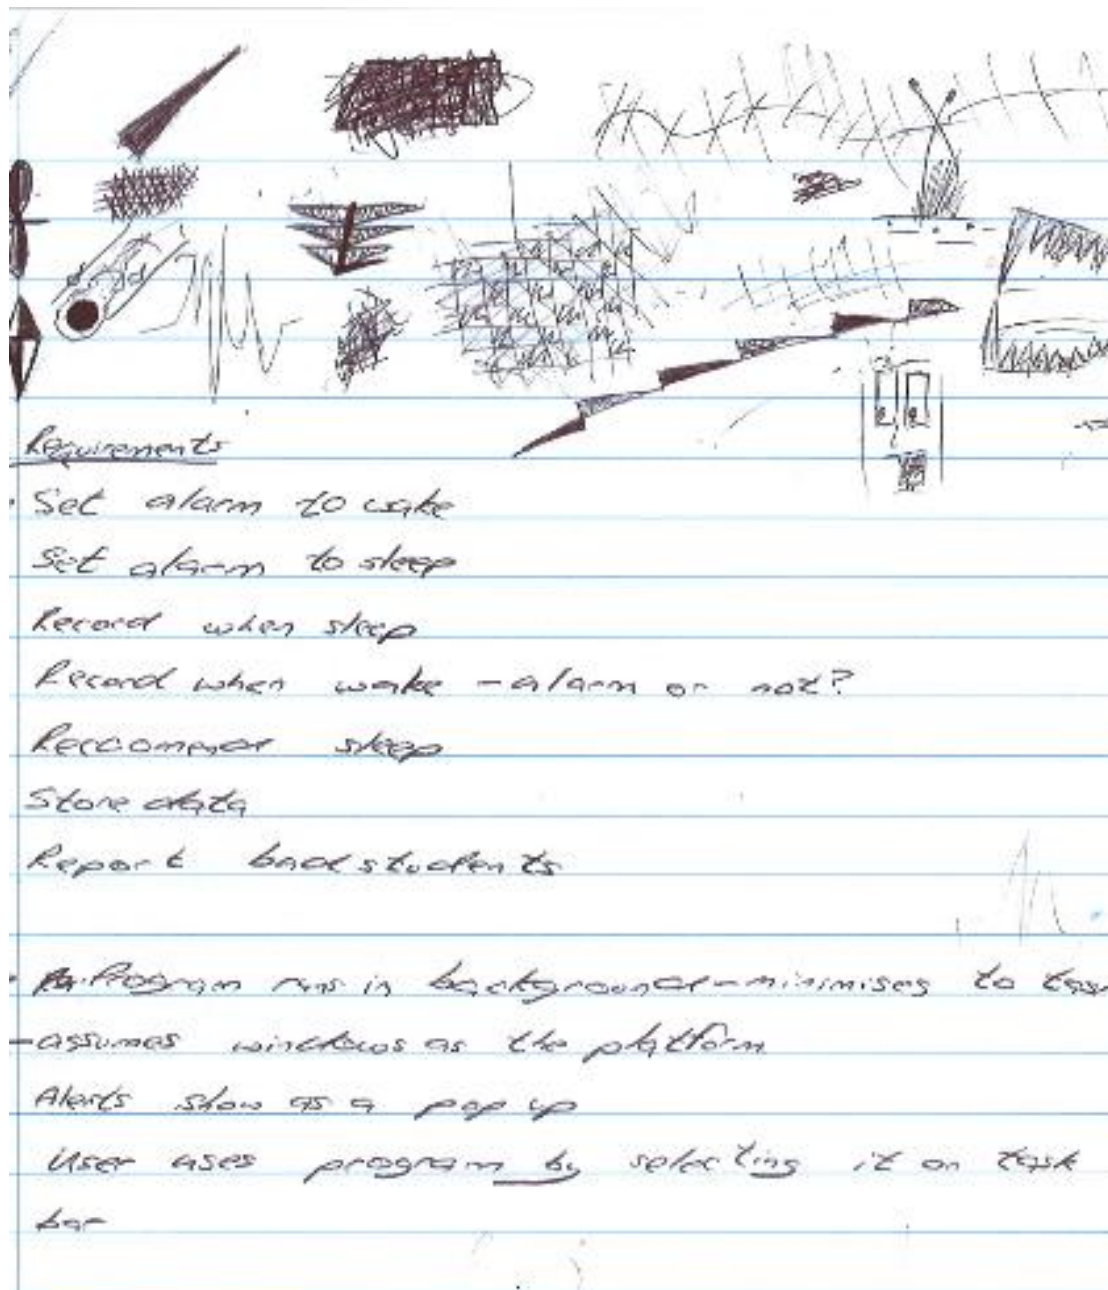 Requirements
Set alarm to wake
Set alarm to sleep
Record when sleep
Record when wake - alarm or not?
Reccomend sleep
Store data
Report bad students
Program runs in background - minimises to
- assumes windows as the platform
Alerts show as a pop up
User uses program by selecting it on task
bar